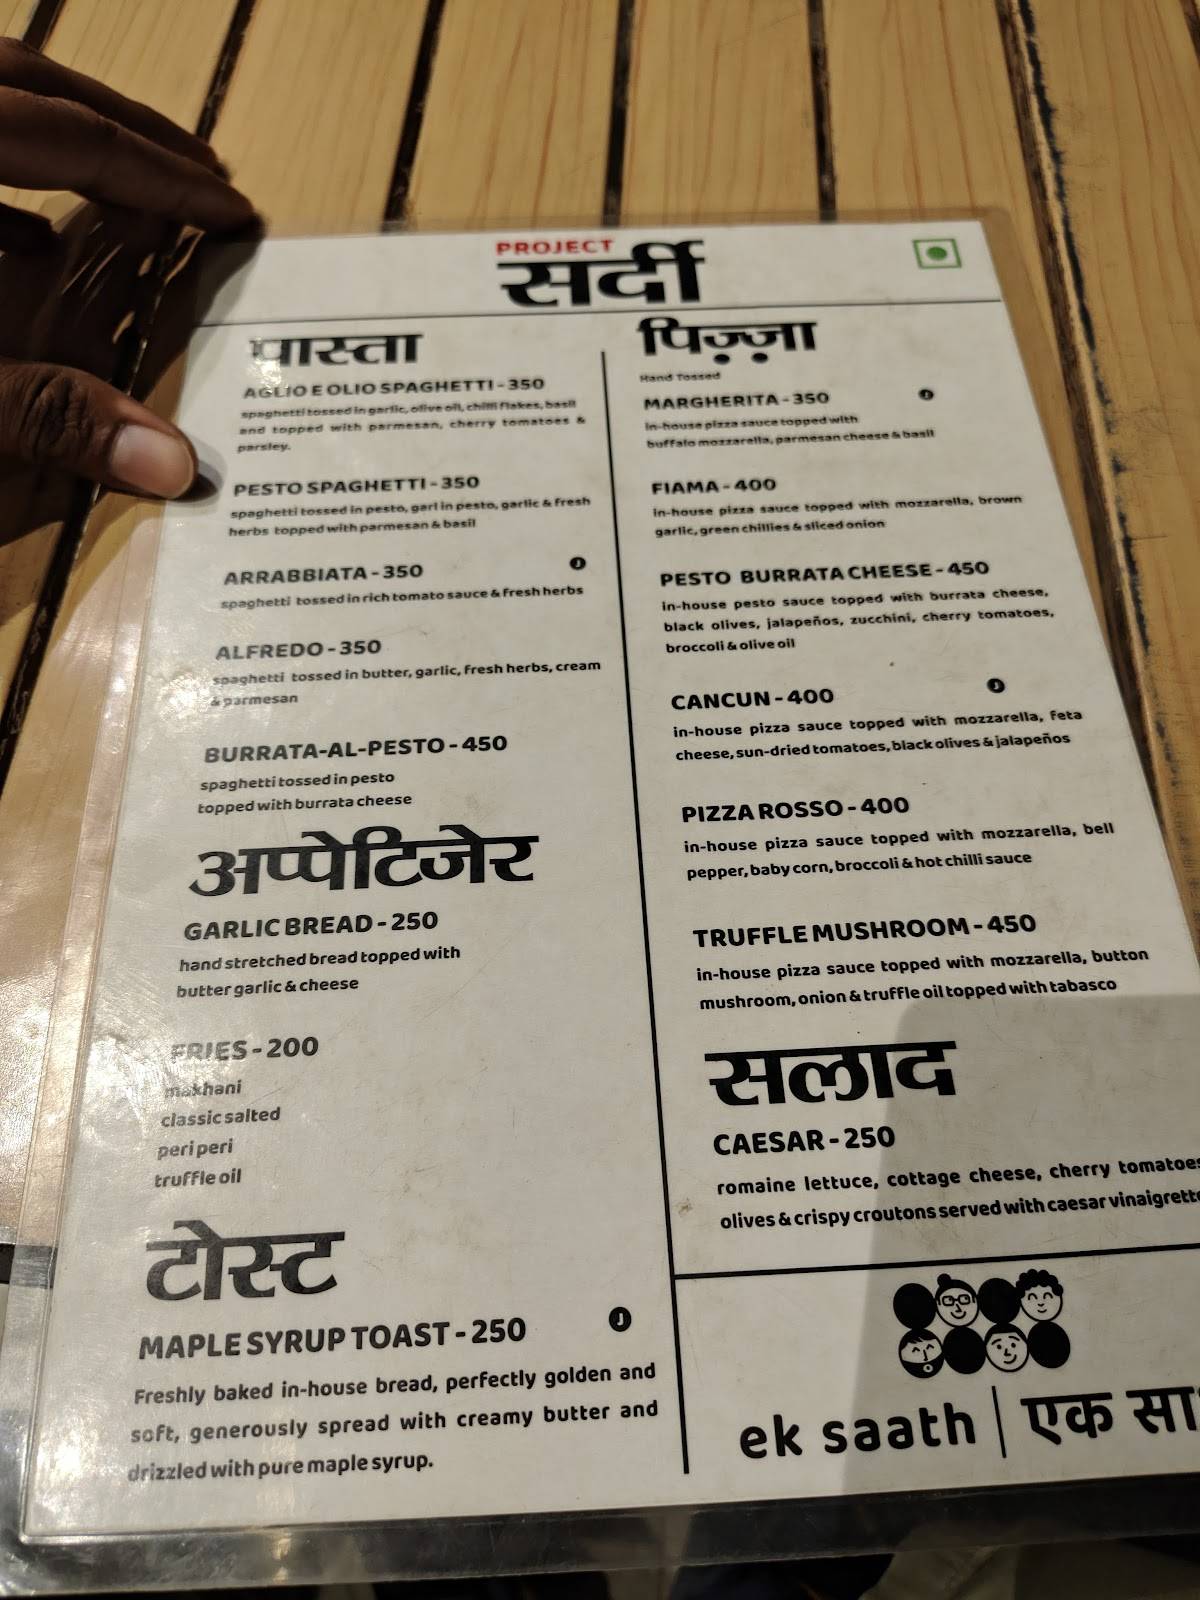 PROJECT
सर्दी
पास्ता
AGLIO E OLIO SPAGHETTI - 350
spaghetti tossed in garlic, olive oil, chilli flakes, basil
and topped with parmesan, cherry tomatoes &
parsley.
PESTO SPAGHETTI - 350
spaghetti tossed in pesto, garl in pesto, garlic & fresh
herbs topped with parmesan & basil
ARRABBIATA - 350 J
spaghetti tossed in rich tomato sauce & fresh herbs
ALFREDO - 350
spaghetti tossed in butter, garlic, fresh herbs, cream
& parmesan
BURRATA-AL-PESTO - 450
spaghetti tossed in pesto
topped with burrata cheese
अप्पेटिजेर
GARLIC BREAD - 250
hand stretched bread topped with
butter garlic & cheese
FRIES - 200
makhani
classic salted
peri peri
truffle oil
टोस्ट
MAPLE SYRUP TOAST - 250 J
Freshly baked in-house bread, perfectly golden and
soft, generously spread with creamy butter and
drizzled with pure maple syrup.
पिज़्ज़ा
Hand Tossed
MARGHERITA - 350 J
in-house pizza sauce topped with
buffalo mozzarella, parmesan cheese & basil
FIAMA - 400
in-house pizza sauce topped with mozzarella, brown
garlic, green chillies & sliced onion
PESTO BURRATA CHEESE - 450
in-house pesto sauce topped with burrata cheese,
black olives, jalapeños, zucchini, cherry tomatoes,
broccoli & olive oil
CANCUN - 400 J
in-house pizza sauce topped with mozzarella, feta
cheese, sun-dried tomatoes, black olives & jalapeños
PIZZA ROSSO - 400
in-house pizza sauce topped with mozzarella, bell
pepper, baby corn, broccoli & hot chilli sauce
TRUFFLE MUSHROOM - 450
in-house pizza sauce topped with mozzarella, button
mushroom, onion & truffle oil topped with tabasco
सलाद
CAESAR - 250
romaine lettuce, cottage cheese, cherry tomatoes
olives & crispy croutons served with caesar vinaigrette
ek saath | एक